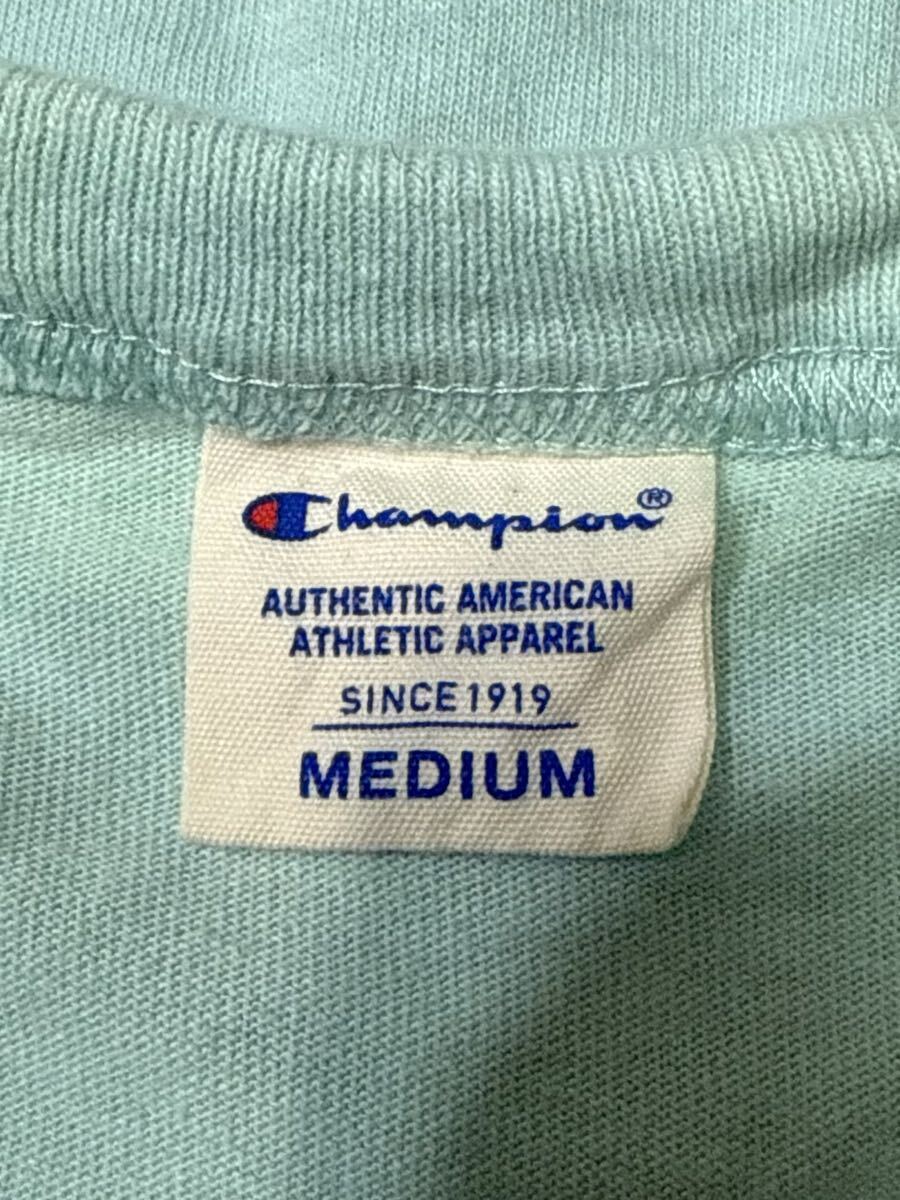 Champion®
AUTHENTIC AMERICAN
ATHLETIC APPAREL
SINCE 1919
MEDIUM